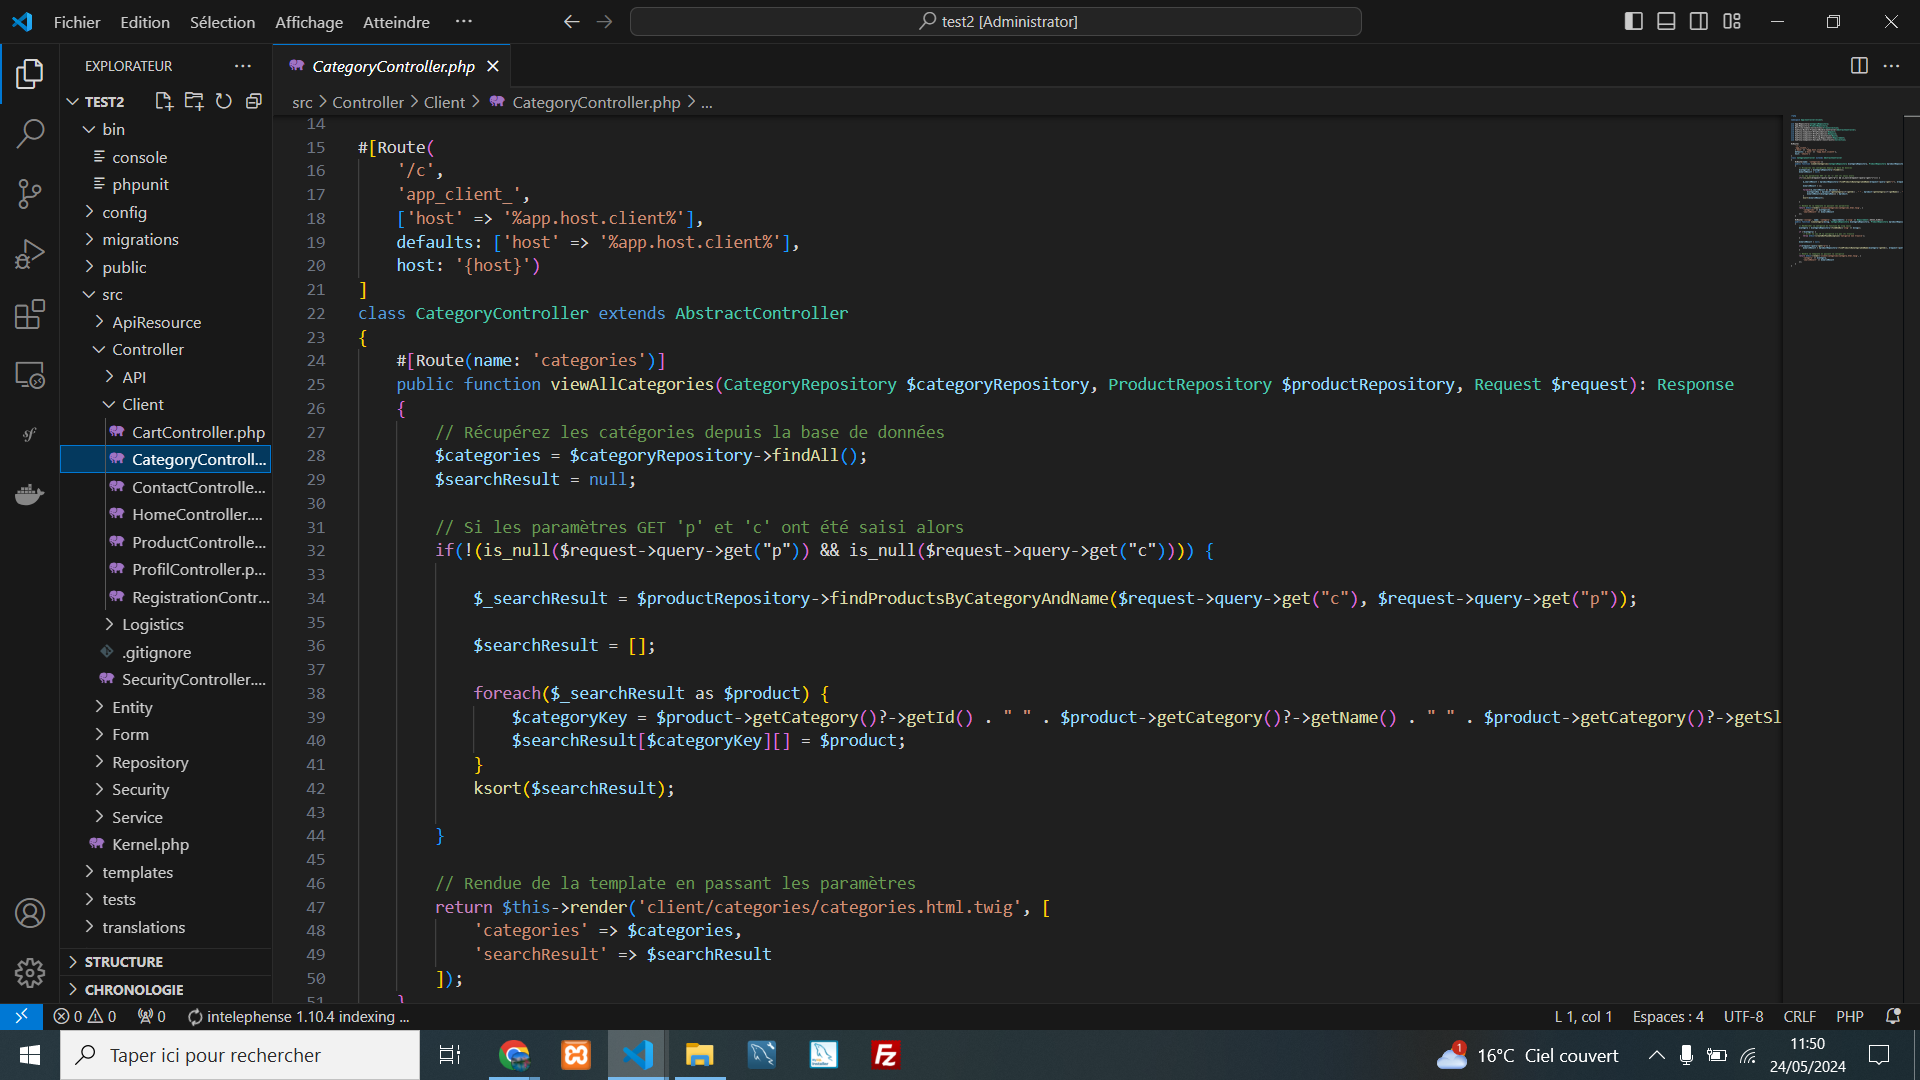 Fichier Edition Sélection Affichage Atteindre ···
test2 [Administrator]
EXPLORATEUR
TEST2
bin
console
phpunit
config
migrations
public
src
ApiResource
Controller
API
Client
CartController.php
CategoryControll...
ContactControlle...
HomeController....
ProductControlle...
ProfilController.p...
RegistrationContr...
Logistics
.gitignore
SecurityController....
Entity
Form
Repository
Security
Service
Kernel.php
templates
tests
translations
STRUCTURE
CHRONOLOGIE
CategoryController.php
src > Controller > Client > CategoryController.php > ...
14
15 #[Route(
16 '/c',
17 'app_client_',
18 ['host' => '%app.host.client%'],
19 defaults: ['host' => '%app.host.client%'],
20 host: '{host}')
21 ]
22 class CategoryController extends AbstractController
23 {
24 #[Route(name: 'categories')]
25 public function viewAllCategories(CategoryRepository $categoryRepository, ProductRepository $productRepository, Request $request): Response
26 {
27 // Récupérez les catégories depuis la base de données
28 $categories = $categoryRepository->findAll();
29 $searchResult = null;
30
31 // Si les paramètres GET 'p' et 'c' ont été saisi alors
32 if(!(is_null($request->query->get("p")) && is_null($request->query->get("c")))) {
33
34 $_searchResult = $productRepository->findProductsByCategoryAndName($request->query->get("c"), $request->query->get("p"));
35
36 $searchResult = [];
37
38 foreach($_searchResult as $product) {
39 $categoryKey = $product->getCategory()?->getId() . " " . $product->getCategory()?->getName() . " " . $product->getCategory()?->getSl
40 $searchResult[$categoryKey][] = $product;
41 }
42 ksort($searchResult);
43
44 }
45
46 // Rendue de la template en passant les paramètres
47 return $this->render('client/categories/categories.html.twig', [
48 'categories' => $categories,
49 'searchResult' => $searchResult
50 ]);
51 }
0 0 0 intelephense 1.10.4 indexing ...
L 1, col 1 Espaces : 4 UTF-8 CRLF PHP
Taper ici pour rechercher
1 16°C Ciel couvert
11:50
24/05/2024